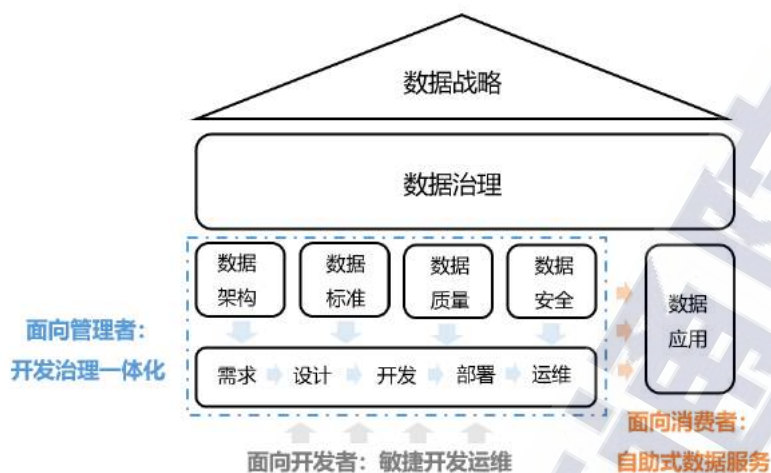 数据战略
数据治理
数据
架构
数据
标准
数据
质量
数据
安全
数据
应用
面向管理者：
开发治理一体化
需求
设计
开发
部署
运维
面向消费者：
自助式数据服务
面向开发者：敏捷开发运维